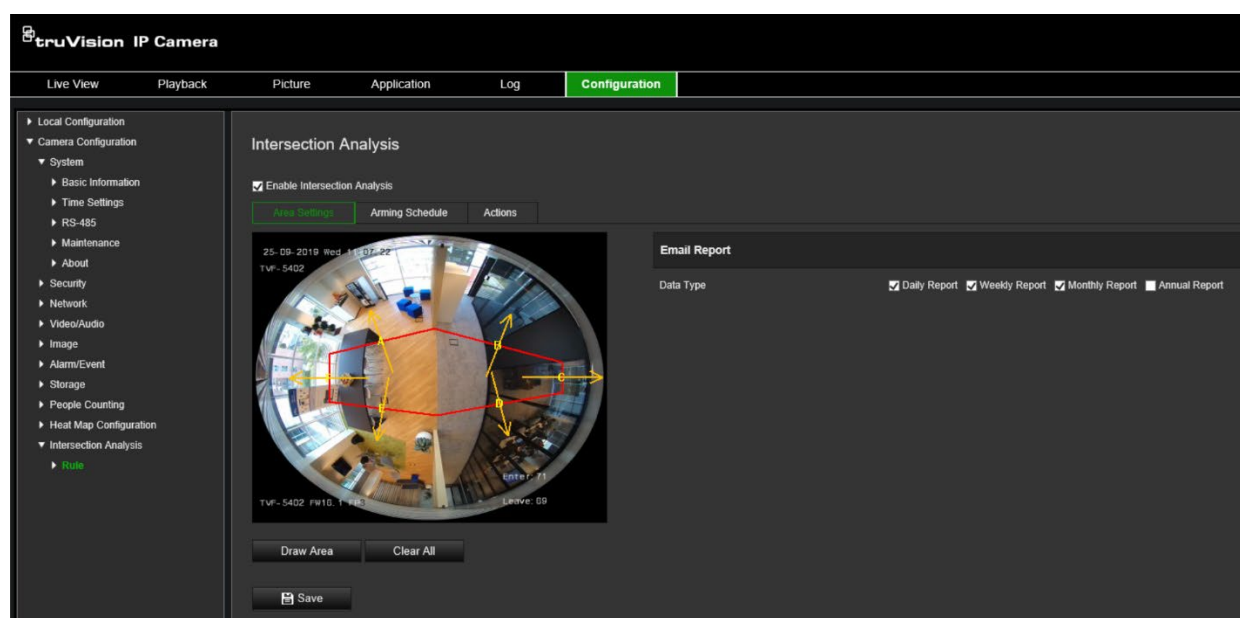 truVision IP Camera
Live View Playback Picture Application Log Configuration
Local Configuration
Camera Configuration
System
Basic Information
Time Settings
RS-485
Maintenance
About
Security
Network
Video/Audio
Image
Alarm/Event
Storage
People Counting
Heat Map Configuration
Intersection Analysis
Rule
Intersection Analysis
Enable Intersection Analysis
Area Settings Arming Schedule Actions
25-09-2019 Wed 11:07:22
TVF-5402
A
B
C
D
E
Enter: 71
TVF-5402 FW10.1
Leave: 69
Draw Area Clear All
Save
Email Report
Data Type Daily Report Weekly Report Monthly Report Annual Report